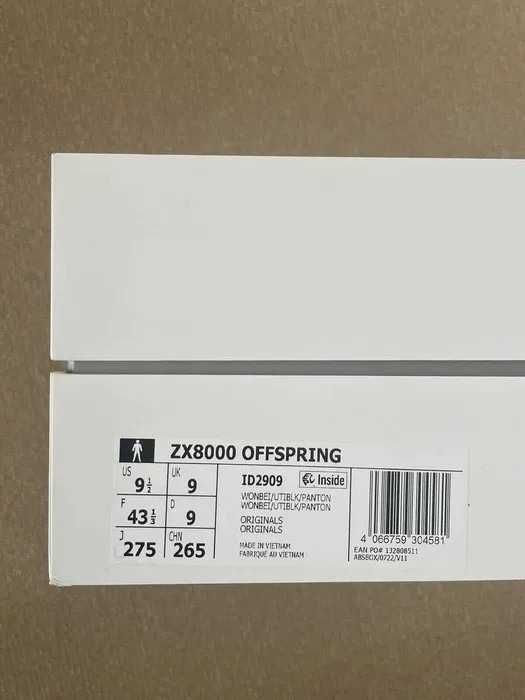 ZX8000 OFFSPRING
US 9½
UK 9
F 43⅓
D 9
J 275
CHN 265
ID2909
Inside
WONBEI/UTIBLK/PANTON
WONBEI/UTIBLK/PANTON
ORIGINALS
ORIGINALS
MADE IN VIETNAM
FABRIQUÉ AU VIETNAM
4 066759 304581
EAN PO# 132808511
ABSBOX/0722/V11